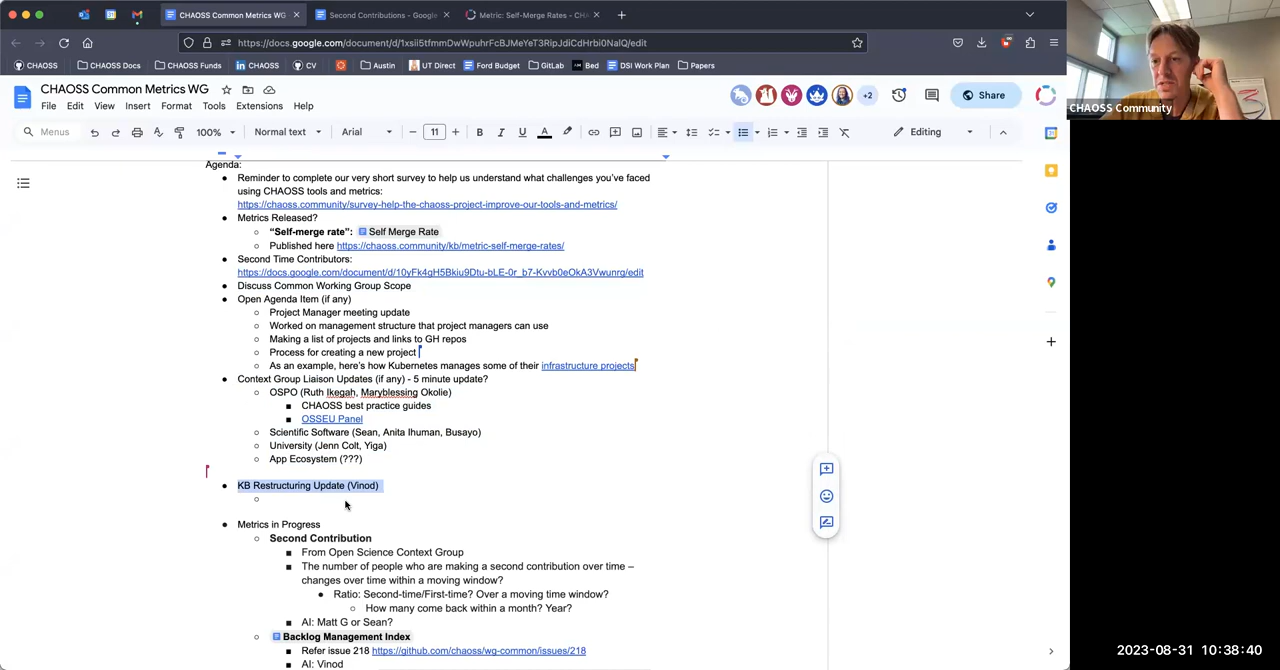 CHAOSS Common Metrics WG
Second Contributions - Google
Metric: Self-Merge Rates - CHA
https://docs.google.com/document/d/1xsii5tfmmDwWpuhrFcBJMeYeT3RipJdiCdHrbi0NalQ/edit
CHAOSS CHAOSS Docs CHAOSS Funds CHAOSS CV Austin UT Direct Ford Budget GitLab Bed DSI Work Plan Papers
CHAOSS Common Metrics WG
File Edit View Insert Format Tools Extensions Help
+2
Share
Menus 100% Normal text Arial 11 B I U A Editing
CHAOSS Community
Agenda:
Reminder to complete our very short survey to help us understand what challenges you've faced
using CHAOSS tools and metrics:
https://chaoss.community/survey-help-the-chaoss-project-improve-our-tools-and-metrics/
Metrics Released?
"Self-merge rate": Self Merge Rate
Published here https://chaoss.community/kb/metric-self-merge-rates/
Second Time Contributors:
https://docs.google.com/document/d/10yFk4gH5Bkiu9Dtu-bLE-0r_b7-Kvvb0eOkA3Vwunrg/edit
Discuss Common Working Group Scope
Open Agenda Item (if any)
Project Manager meeting update
Worked on management structure that project managers can use
Making a list of projects and links to GH repos
Process for creating a new project
As an example, here's how Kubernetes manages some of their infrastructure projects
Context Group Liaison Updates (if any) - 5 minute update?
OSPO (Ruth Ikegah, Maryblessing Okolie)
CHAOSS best practice guides
OSSEU Panel
Scientific Software (Sean, Anita Ihuman, Busayo)
University (Jenn Colt, Yiga)
App Ecosystem (???)
KB Restructuring Update (Vinod)
Metrics in Progress
Second Contribution
From Open Science Context Group
The number of people who are making a second contribution over time –
changes over time within a moving window?
Ratio: Second-time/First-time? Over a moving time window?
How many come back within a month? Year?
AI: Matt G or Sean?
Backlog Management Index
Refer issue 218 https://github.com/chaoss/wg-common/issues/218
AI: Vinod
2023-08-31 10:38:40